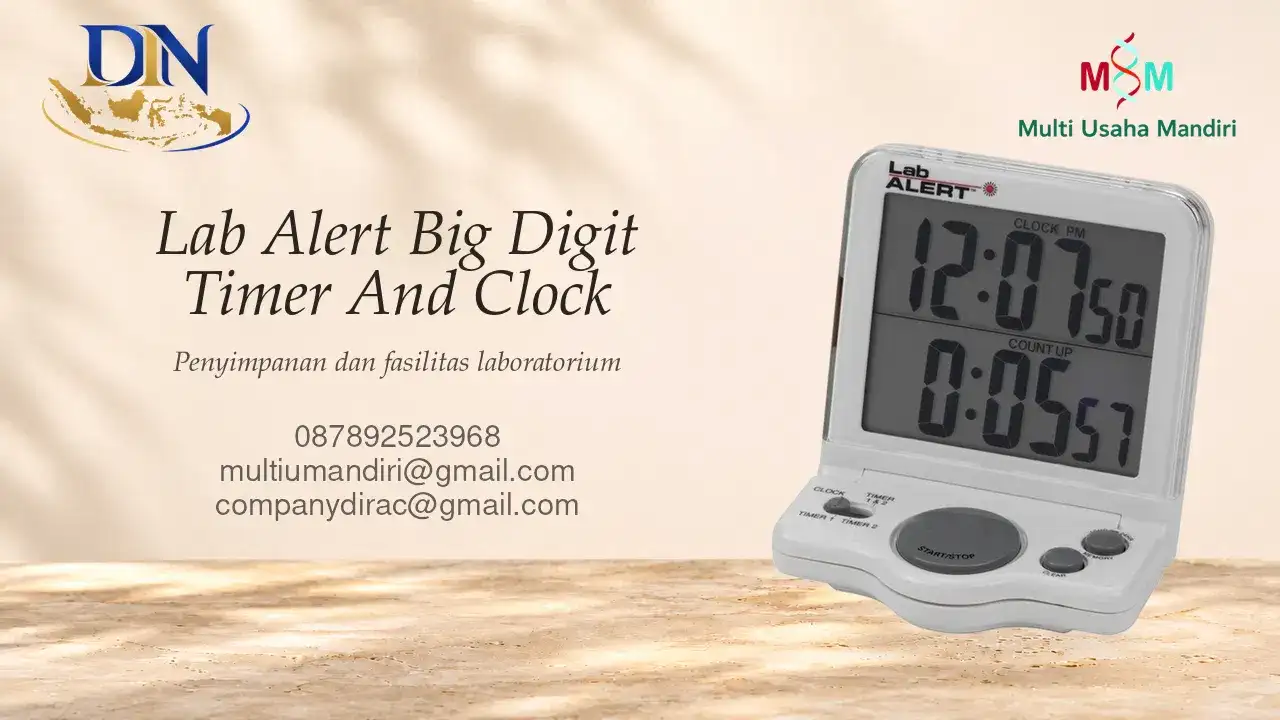 DIN
M M
Multi Usaha Mandiri
Lab Alert Big Digit
Timer And Clock
Penyimpanan dan fasilitas laboratorium
087892523968
multiumandiri@gmail.com
companydirac@gmail.com
Lab
ALERT
CLOCK PM
12:07 50
COUNT UP
0:05 57
CLOCK
TIMER
1 & 2
TIMER 1 TIMER 2
START/STOP
CLEAR
MEMORY